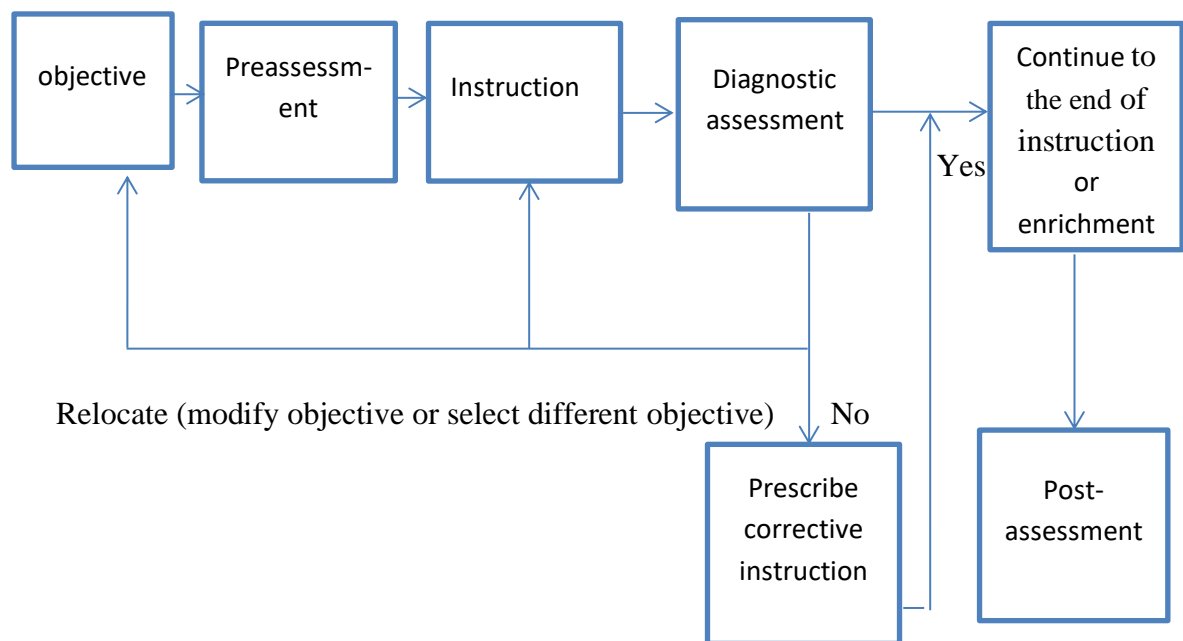 objective
Preassessm-
ent
Instruction
Diagnostic
assessment
Continue to
the end of
instruction
or
enrichment
Yes
Relocate (modify objective or select different objective)
No
Prescribe
corrective
instruction
Post-
assessment